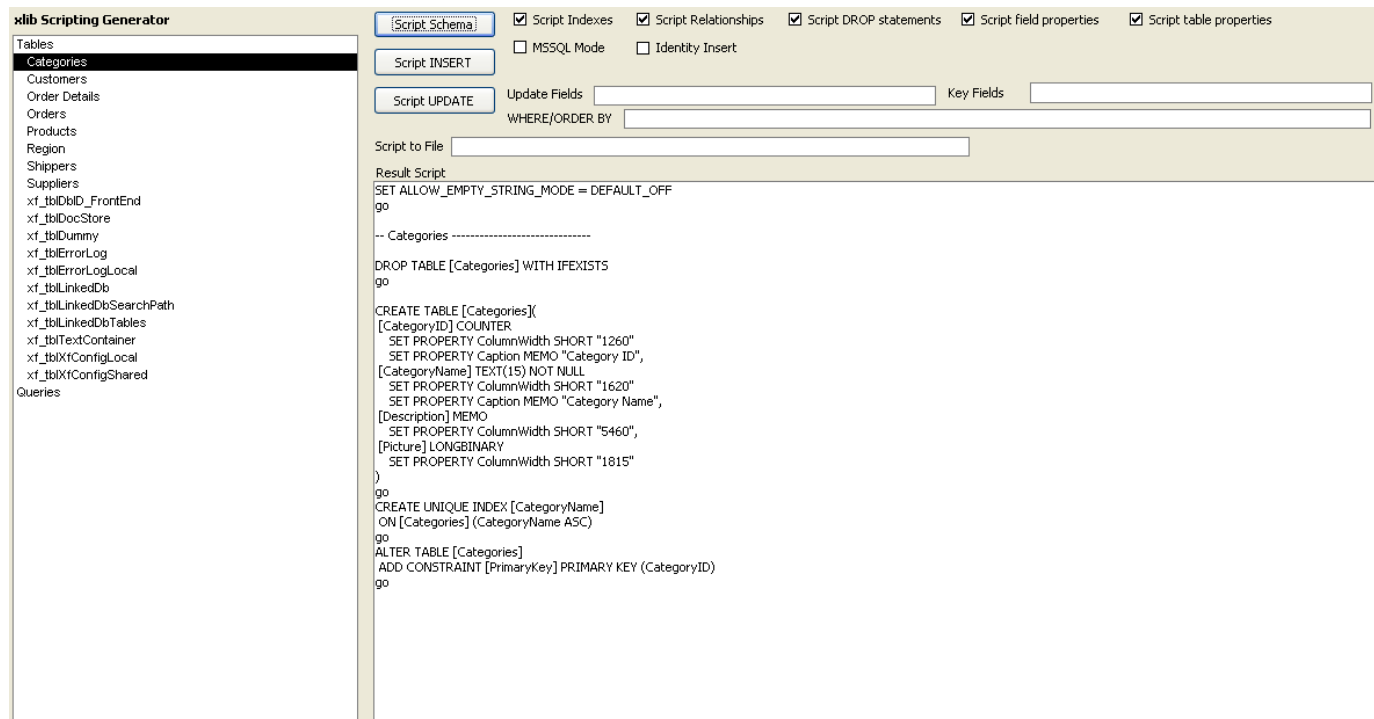 xlib Scripting Generator
Tables
Categories
Customers
Order Details
Orders
Products
Region
Shippers
Suppliers
xf_tblDbID_FrontEnd
xf_tblDocStore
xf_tblDummy
xf_tblErrorLog
xf_tblErrorLogLocal
xf_tblLinkedDb
xf_tblLinkedDbSearchPath
xf_tblLinkedDbTables
xf_tblTextContainer
xf_tblXfConfigLocal
xf_tblXfConfigShared
Queries
Script Schema
Script Indexes
Script Relationships
Script DROP statements
Script field properties
Script table properties
MSSQL Mode
Identity Insert
Script INSERT
Script UPDATE
Update Fields
Key Fields
WHERE/ORDER BY
Script to File
Result Script
SET ALLOW_EMPTY_STRING_MODE = DEFAULT_OFF
go
-- Categories ------------------------------
DROP TABLE [Categories] WITH IFEXISTS
go
CREATE TABLE [Categories](
[CategoryID] COUNTER
SET PROPERTY ColumnWidth SHORT "1260"
SET PROPERTY Caption MEMO "Category ID",
[CategoryName] TEXT(15) NOT NULL
SET PROPERTY ColumnWidth SHORT "1620"
SET PROPERTY Caption MEMO "Category Name",
[Description] MEMO
SET PROPERTY ColumnWidth SHORT "5460",
[Picture] LONGBINARY
SET PROPERTY ColumnWidth SHORT "1815"
)
go
CREATE UNIQUE INDEX [CategoryName]
ON [Categories] (CategoryName ASC)
go
ALTER TABLE [Categories]
ADD CONSTRAINT [PrimaryKey] PRIMARY KEY (CategoryID)
go